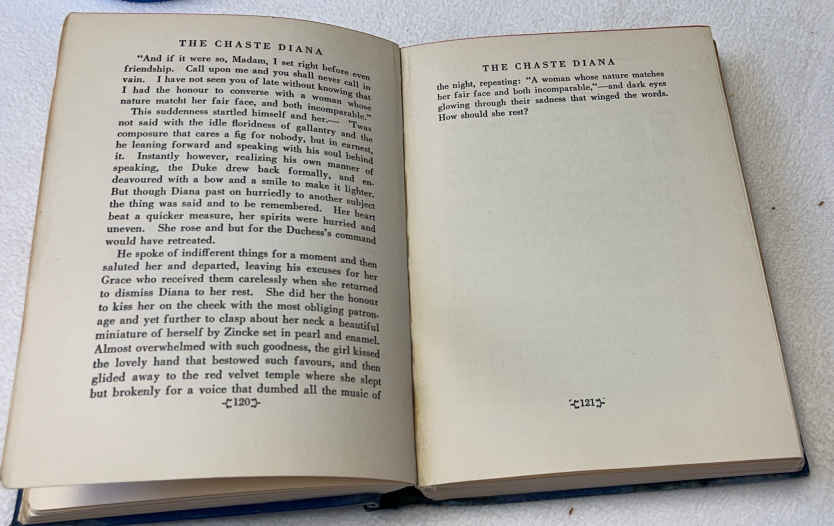 THE CHASTE DIANA
"And if it were so, Madam, I set right before even
friendship. Call upon me and you shall never call in
vain. I have not seen you of late without knowing that
I had the honour to converse with a woman whose
nature matcht her fair face, and both incomparable."
This suddenness startled himself and her.— 'Twas
not said with the idle floridness of gallantry and the
composure that cares a fig for nobody, but in earnest,
he leaning forward and speaking with his soul behind
it. Instantly however, realizing his own manner of
speaking, the Duke drew back formally, and en-
deavoured with a bow and a smile to make it lighter.
But though Diana past on hurriedly to another subject
the thing was said and to be remembered. Her heart
beat a quicker measure, her spirits were hurried and
uneven. She rose and but for the Duchess's command
would have retreated.
He spoke of indifferent things for a moment and then
saluted her and departed, leaving his excuses for her
Grace who received them carelessly when she returned
to dismiss Diana to her rest. She did her the honour
to kiss her on the cheek with the most obliging patron-
age and yet further to clasp about her neck a beautiful
miniature of herself by Zincke set in pearl and enamel.
Almost overwhelmed with such goodness, the girl kissed
the lovely hand that bestowed such favours, and then
glided away to the red velvet temple where she slept
but brokenly for a voice that dumbed all the music of
120
THE CHASTE DIANA
the night, repeating: "A woman whose nature matches
her fair face and both incomparable,"—and dark eyes
glowing through their sadness that winged the words.
How should she rest?
121